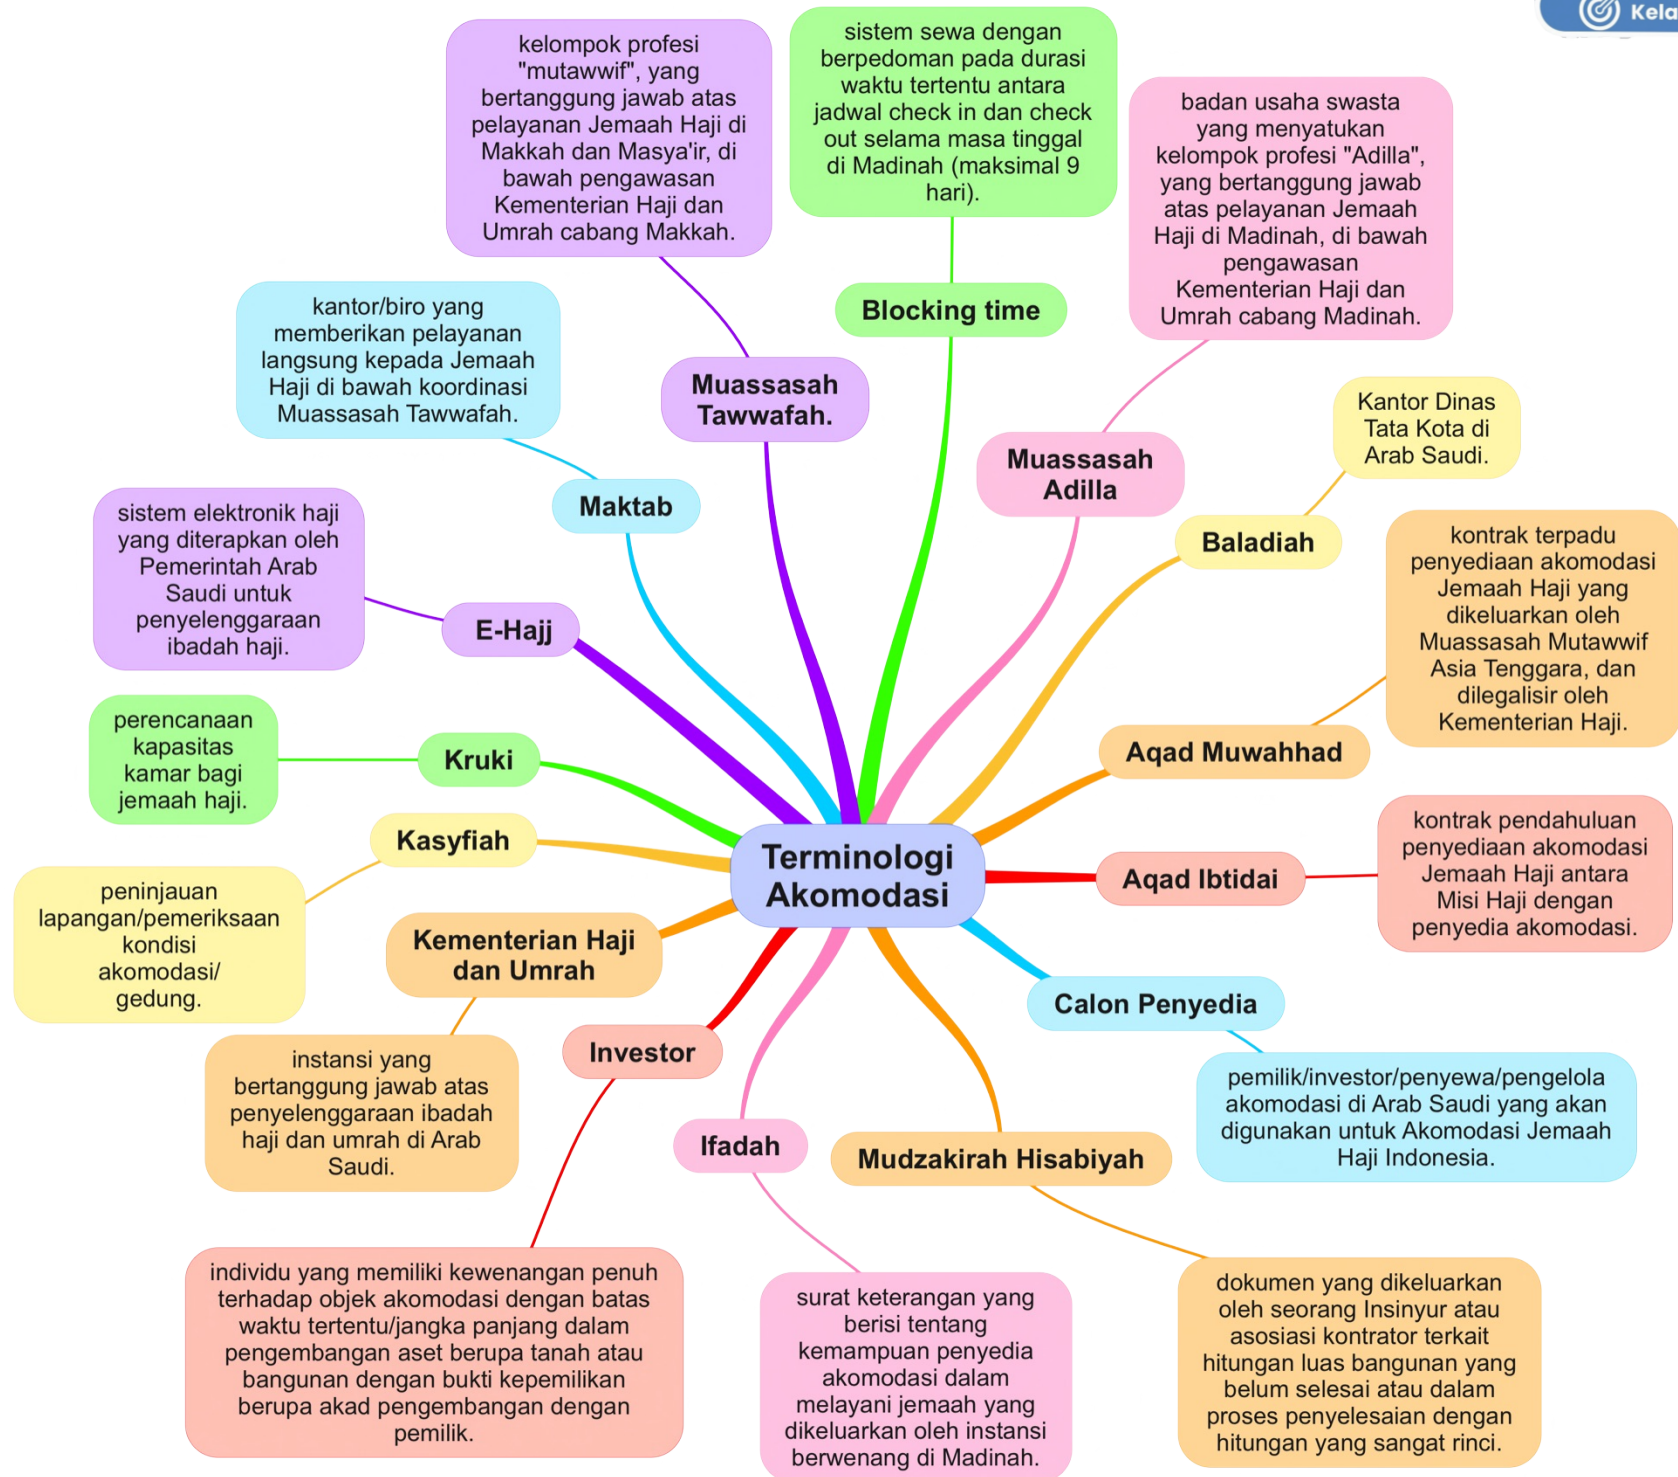 Kela
kelompok profesi
"mutawwif", yang
bertanggung jawab atas
pelayanan Jemaah Haji di
Makkah dan Masya'ir, di
bawah pengawasan
Kementerian Haji dan
Umrah cabang Makkah.
sistem sewa dengan
berpedoman pada durasi
waktu tertentu antara
jadwal check in dan check
out selama masa tinggal
di Madinah (maksimal 9
hari).
badan usaha swasta
yang menyatukan
kelompok profesi "Adilla",
yang bertanggung jawab
atas pelayanan Jemaah
Haji di Madinah, di bawah
pengawasan
Kementerian Haji dan
Umrah cabang Madinah.
kantor/biro yang
memberikan pelayanan
langsung kepada Jemaah
Haji di bawah koordinasi
Muassasah Tawwafah.
Muassasah
Tawwafah.
Blocking time
Muassasah
Adilla
Kantor Dinas
Tata Kota di
Arab Saudi.
Maktab
Baladiah
sistem elektronik haji
yang diterapkan oleh
Pemerintah Arab
Saudi untuk
penyelenggaraan
ibadah haji.
E-Hajj
kontrak terpadu
penyediaan akomodasi
Jemaah Haji yang
dikeluarkan oleh
Muassasah Mutawwif
Asia Tenggara, dan
dilegalisir oleh
Kementerian Haji.
Aqad Muwahhad
perencanaan
kapasitas
kamar bagi
jemaah haji.
Kruki
Kasyfiah
peninjauan
lapangan/pemeriksaan
kondisi
akomodasi/
gedung.
Terminologi
Akomodasi
Aqad Ibtidai
kontrak pendahuluan
penyediaan akomodasi
Jemaah Haji antara
Misi Haji dengan
penyedia akomodasi.
Kementerian Haji
dan Umrah
instansi yang
bertanggung jawab atas
penyelenggaraan ibadah
haji dan umrah di Arab
Saudi.
Investor
Calon Penyedia
pemilik/investor/penyewa/pengelola
akomodasi di Arab Saudi yang akan
digunakan untuk Akomodasi Jemaah
Haji Indonesia.
Ifadah
Mudzakirah Hisabiyah
individu yang memiliki kewenangan penuh
terhadap objek akomodasi dengan batas
waktu tertentu/jangka panjang dalam
pengembangan aset berupa tanah atau
bangunan dengan bukti kepemilikan
berupa akad pengembangan dengan
pemilik.
surat keterangan yang
berisi tentang
kemampuan penyedia
akomodasi dalam
melayani jemaah yang
dikeluarkan oleh instansi
berwenang di Madinah.
dokumen yang dikeluarkan
oleh seorang Insinyur atau
asosiasi kontrator terkait
hitungan luas bangunan yang
belum selesai atau dalam
proses penyelesaian dengan
hitungan yang sangat rinci.